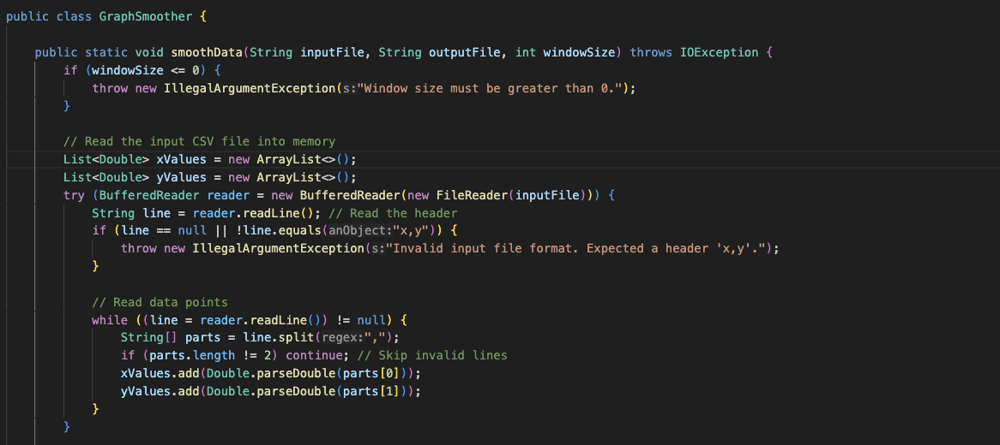 public class GraphSmoother {
public static void smoothData(String inputFile, String outputFile, int windowSize) throws IOException {
if (windowSize <= 0) {
throw new IllegalArgumentException(s:"Window size must be greater than 0.");
}
// Read the input CSV file into memory
List<Double> xValues = new ArrayList<>();
List<Double> yValues = new ArrayList<>();
try (BufferedReader reader = new BufferedReader(new FileReader(inputFile))) {
String line = reader.readLine(); // Read the header
if (line == null || !line.equals(anObject:"x,y")) {
throw new IllegalArgumentException(s:"Invalid input file format. Expected a header 'x,y'.");
}
// Read data points
while ((line = reader.readLine()) != null) {
String[] parts = line.split(regex:",");
if (parts.length != 2) continue; // Skip invalid lines
xValues.add(Double.parseDouble(parts[0]));
yValues.add(Double.parseDouble(parts[1]));
}
}